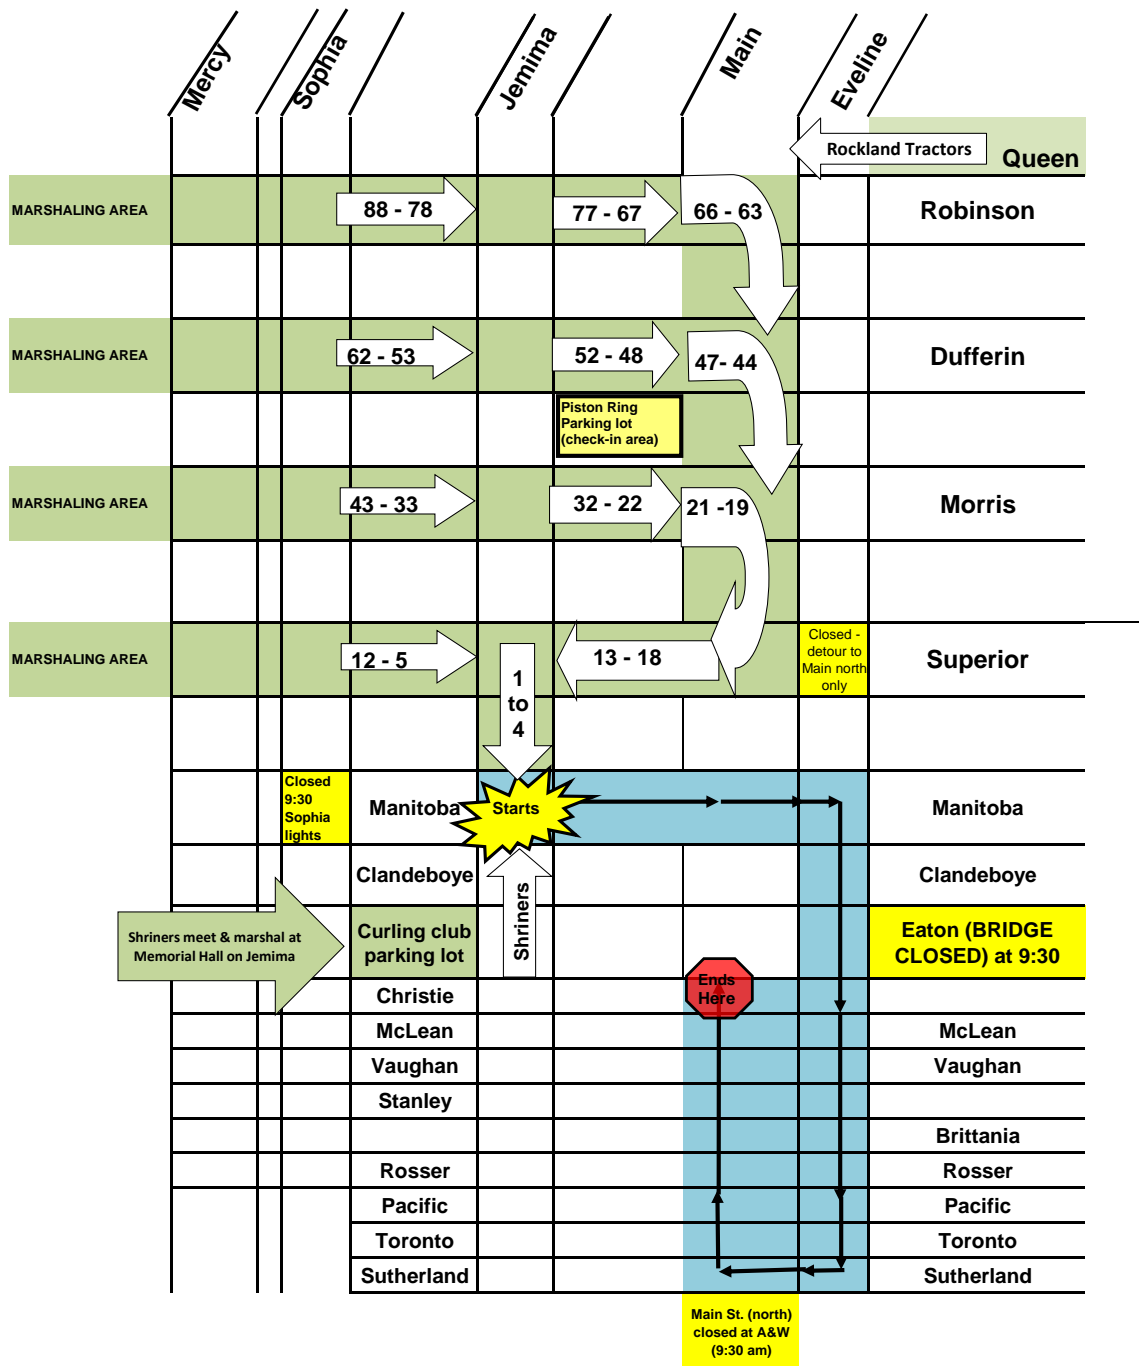 Mercy
Sophia
Jemima
Main
Eveline
Rockland Tractors
Queen
MARSHALING AREA
88 - 78
77 - 67
66 - 63
Robinson
MARSHALING AREA
62 - 53
52 - 48
47- 44
Dufferin
Piston Ring
Parking lot
(check-in area)
MARSHALING AREA
43 - 33
32 - 22
21 -19
Morris
MARSHALING AREA
12 - 5
1
to
4
13 - 18
Closed -
detour to
Main north
only
Superior
Closed
9:30
Sophia
lights
Manitoba
Starts
Manitoba
Clandeboye
Clandeboye
Shriners meet & marshal at
Memorial Hall on Jemima
Curling club
parking lot
Shriners
Eaton (BRIDGE
CLOSED) at 9:30
Ends
Here
Christie
McLean
McLean
Vaughan
Vaughan
Stanley
Brittania
Rosser
Rosser
Pacific
Pacific
Toronto
Toronto
Sutherland
Sutherland
Main St. (north)
closed at A&W
(9:30 am)